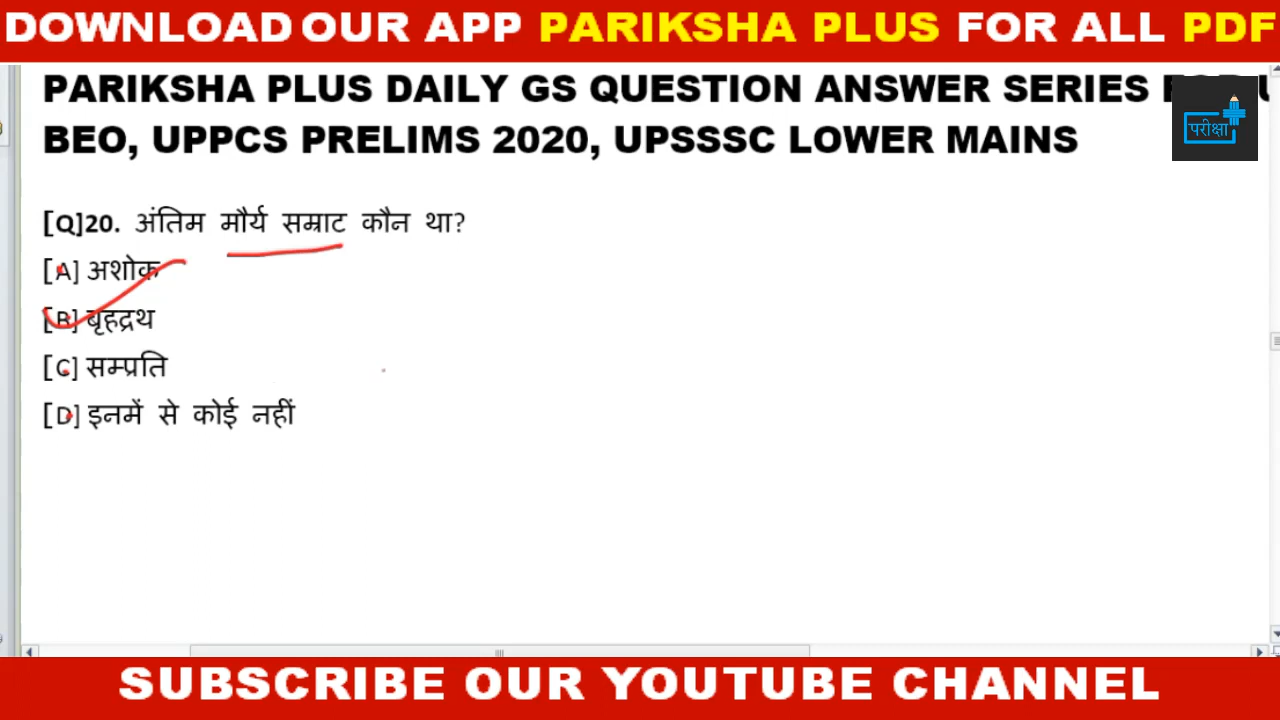 DOWNLOAD OUR APP PARIKSHA PLUS FOR ALL PDF
PARIKSHA PLUS DAILY GS QUESTION ANSWER SERIES
परीक्षा
BEO, UPPCS PRELIMS 2020, UPSSSC LOWER MAINS
[Q]20. अंतिम मौर्य सम्राट कौन था?
[A] अशोक
[B] बृहद्रथ
[C] सम्प्रति
[D] इनमें से कोई नहीं
SUBSCRIBE OUR YOUTUBE CHANNEL